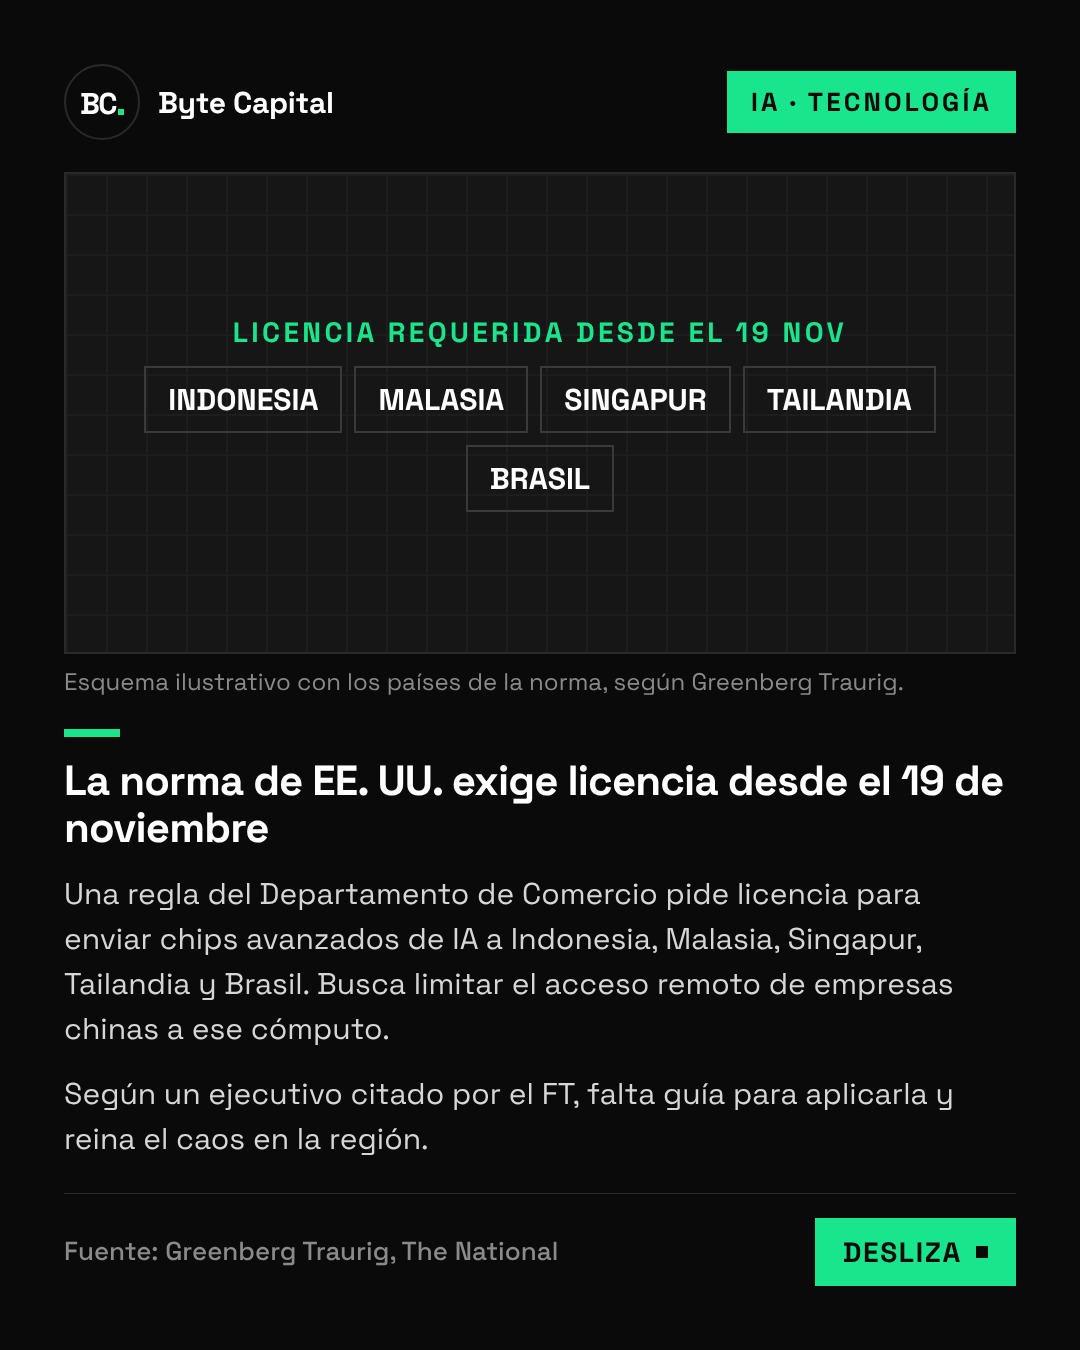 BC.
Byte Capital
IA · TECNOLOGÍA
LICENCIA REQUERIDA DESDE EL 19 NOV
INDONESIA MALASIA SINGAPUR TAILANDIA
BRASIL
Esquema ilustrativo con los países de la norma, según Greenberg Traurig.
La norma de EE. UU. exige licencia desde el 19 de
noviembre
Una regla del Departamento de Comercio pide licencia para
enviar chips avanzados de IA a Indonesia, Malasia, Singapur,
Tailandia y Brasil. Busca limitar el acceso remoto de empresas
chinas a ese cómputo.
Según un ejecutivo citado por el FT, falta guía para aplicarla y
reina el caos en la región.
Fuente: Greenberg Traurig, The National
DESLIZA